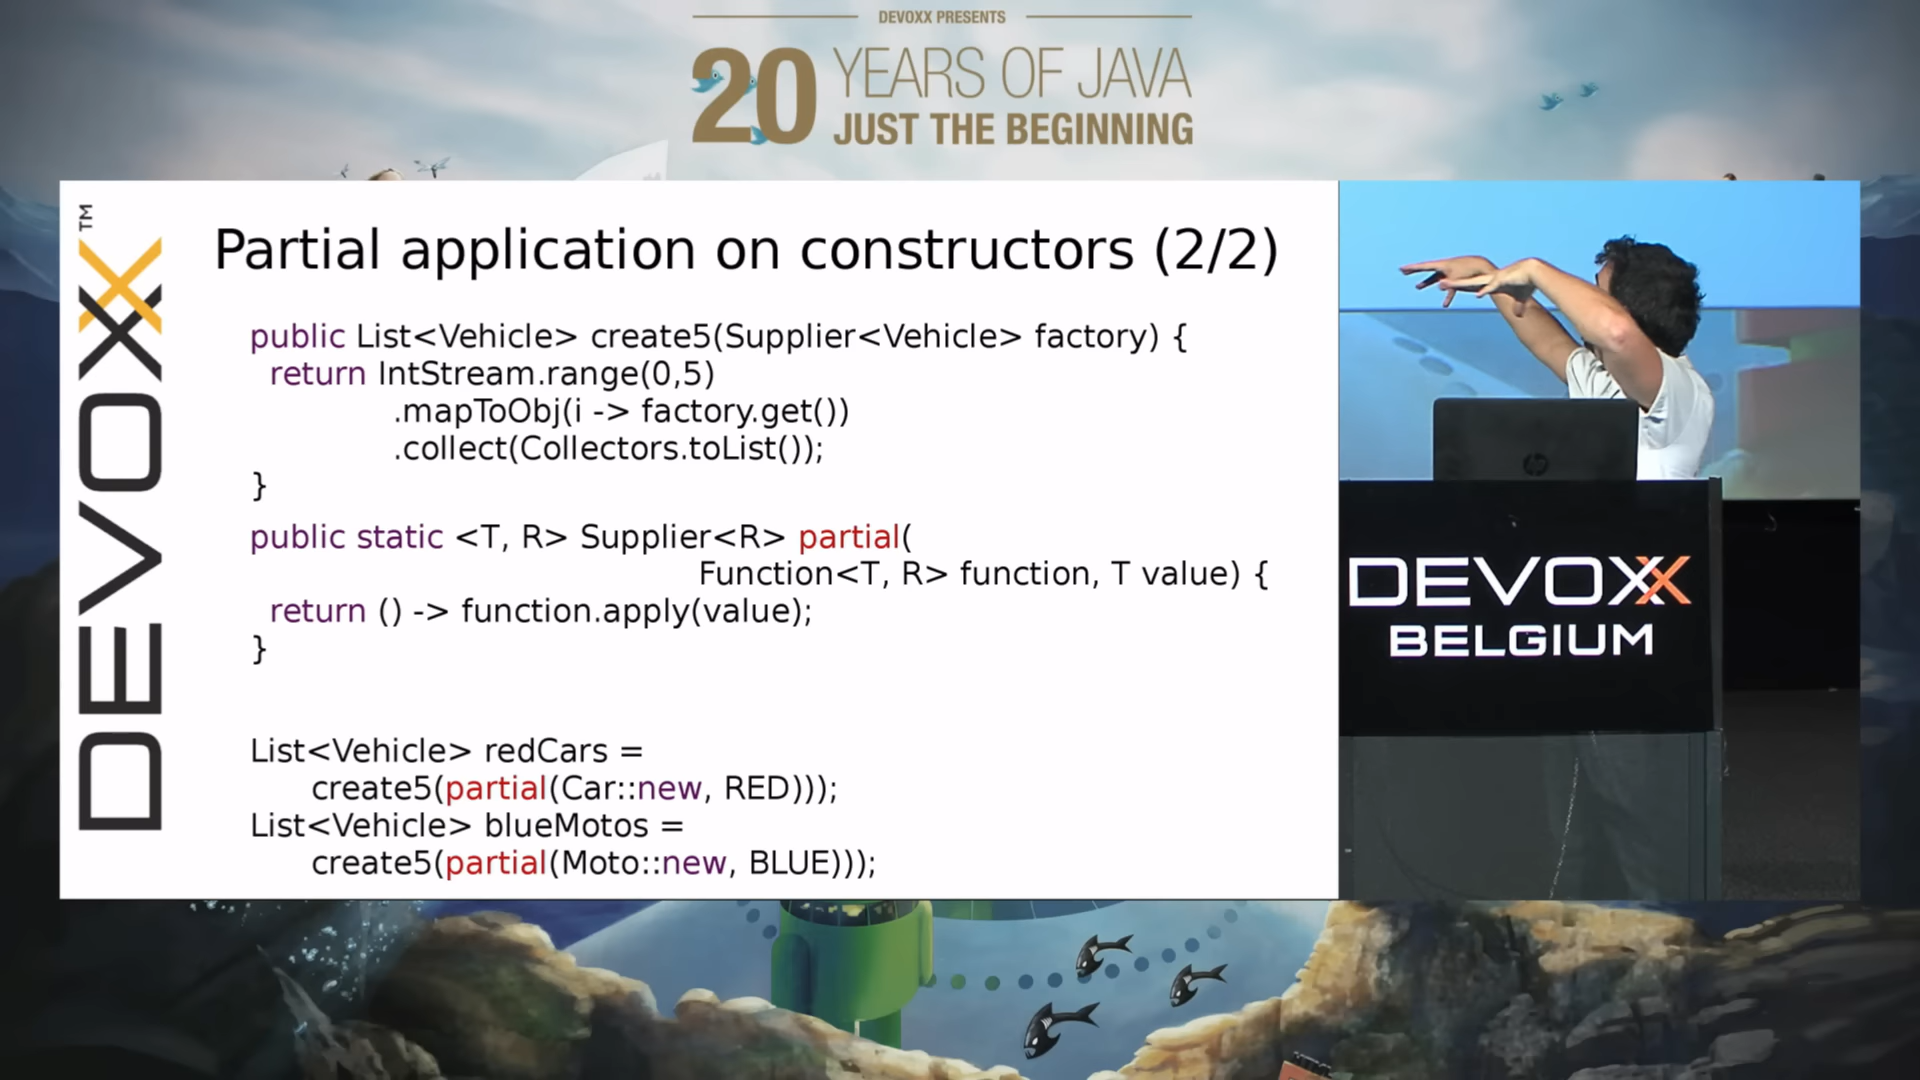 DEVOXX PRESENTS
20 YEARS OF JAVA
JUST THE BEGINNING
DEVOXX™
Partial application on constructors (2/2)
public List<Vehicle> create5(Supplier<Vehicle> factory) {
return IntStream.range(0,5)
.mapToObj(i -> factory.get())
.collect(Collectors.toList());
}
public static <T, R> Supplier<R> partial(
Function<T, R> function, T value) {
return () -> function.apply(value);
}
List<Vehicle> redCars =
create5(partial(Car::new, RED)));
List<Vehicle> blueMotos =
create5(partial(Moto::new, BLUE)));
hp
DEVOXX
BELGIUM